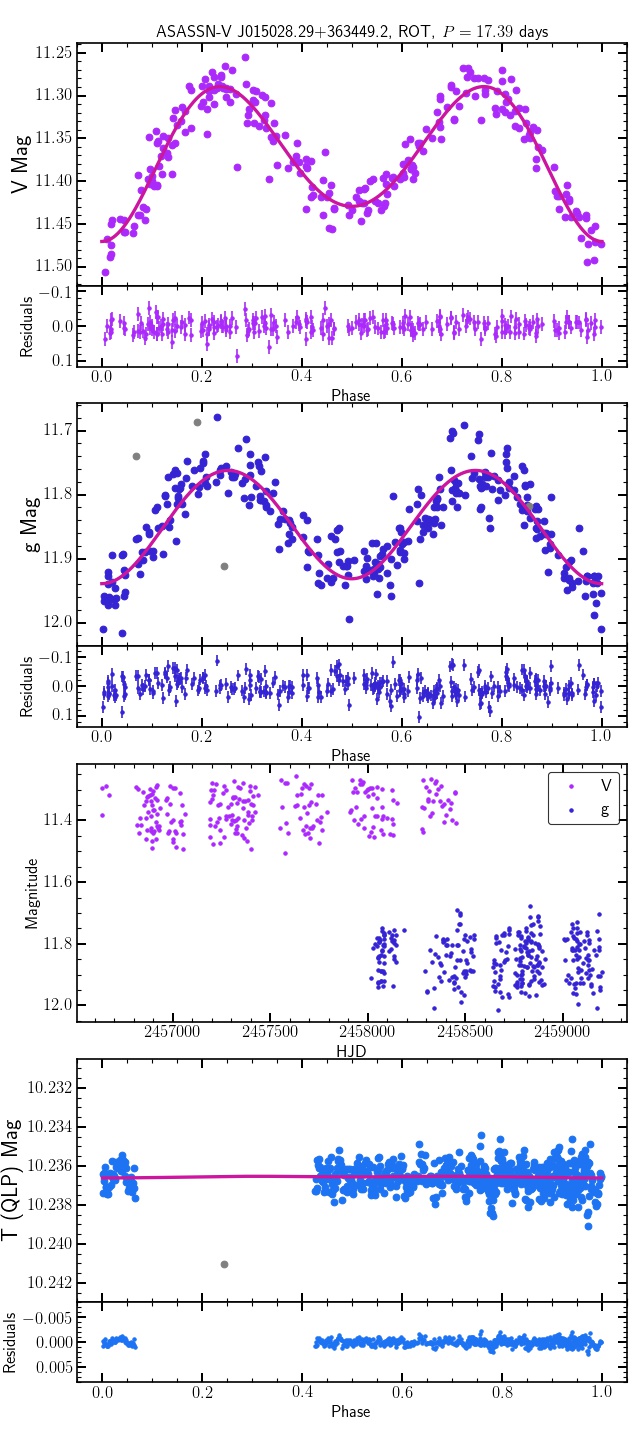 ASASSN-V J015028.29+363449.2, ROT, P = 17.39 days
11.25
11.30
11.35
11.40
11.45
11.50
V Mag
−0.1
0.0
0.1
Residuals
0.0 0.2 0.4 0.6 0.8 1.0
Phase
11.7
11.8
11.9
12.0
g Mag
−0.1
0.0
0.1
Residuals
0.0 0.2 0.4 0.6 0.8 1.0
Phase
V
g
11.4
11.6
11.8
12.0
Magnitude
2457000 2457500 2458000 2458500 2459000
HJD
10.232
10.234
10.236
10.238
10.240
10.242
T (QLP) Mag
−0.005
0.000
0.005
Residuals
0.0 0.2 0.4 0.6 0.8 1.0
Phase